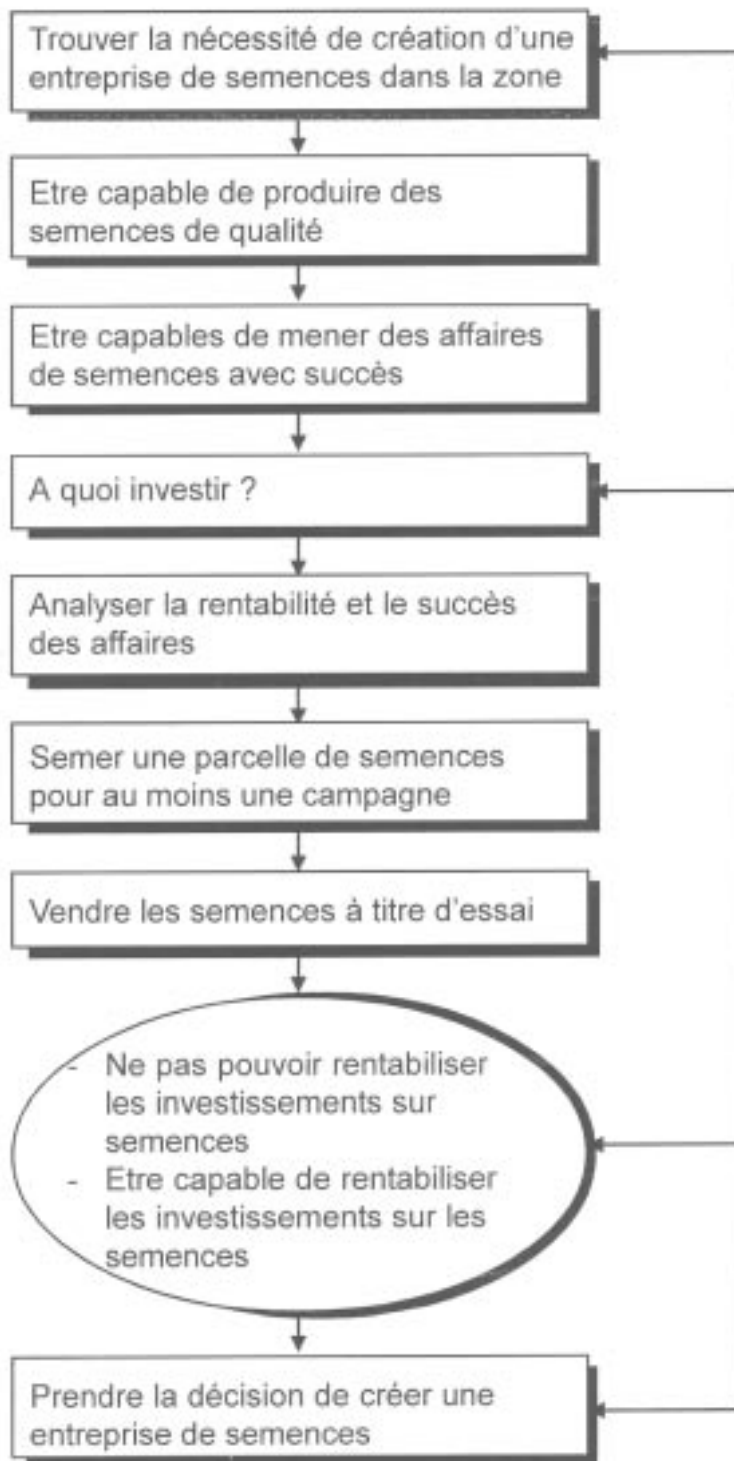 Trouver la nécessité de création d'une
entreprise de semences dans la zone
Etre capable de produire des
semences de qualité
Etre capables de mener des affaires
de semences avec succès
A quoi investir ?
Analyser la rentabilité et le succès
des affaires
Semer une parcelle de semences
pour au moins une campagne
Vendre les semences à titre d'essai
- Ne pas pouvoir rentabiliser
les investissements sur
semences
- Etre capable de rentabiliser
les investissements sur les
semences
Prendre la décision de créer une
entreprise de semences